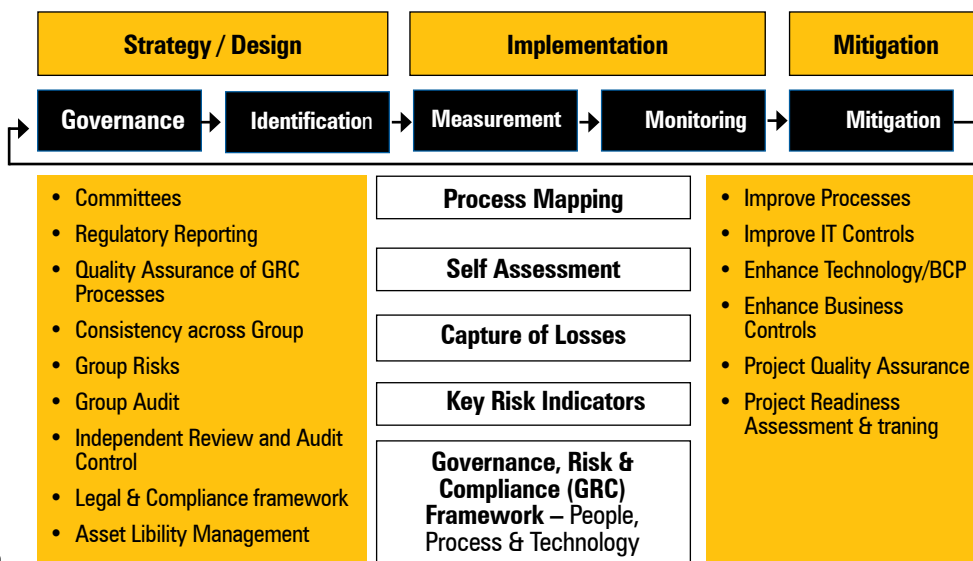 Strategy / Design
Implementation
Mitigation
Governance
Identification
Measurement
Monitoring
Mitigation
• Committees
• Regulatory Reporting
• Quality Assurance of GRC
Processes
• Consistency across Group
• Group Risks
• Group Audit
• Independent Review and Audit
Control
• Legal & Compliance framework
• Asset Libility Management
Process Mapping
Self Assessment
Capture of Losses
Key Risk Indicators
Governance, Risk &
Compliance (GRC)
Framework – People,
Process & Technology
• Improve Processes
• Improve IT Controls
• Enhance Technology/BCP
• Enhance Business
Controls
• Project Quality Assurance
• Project Readiness
Assessment & traning